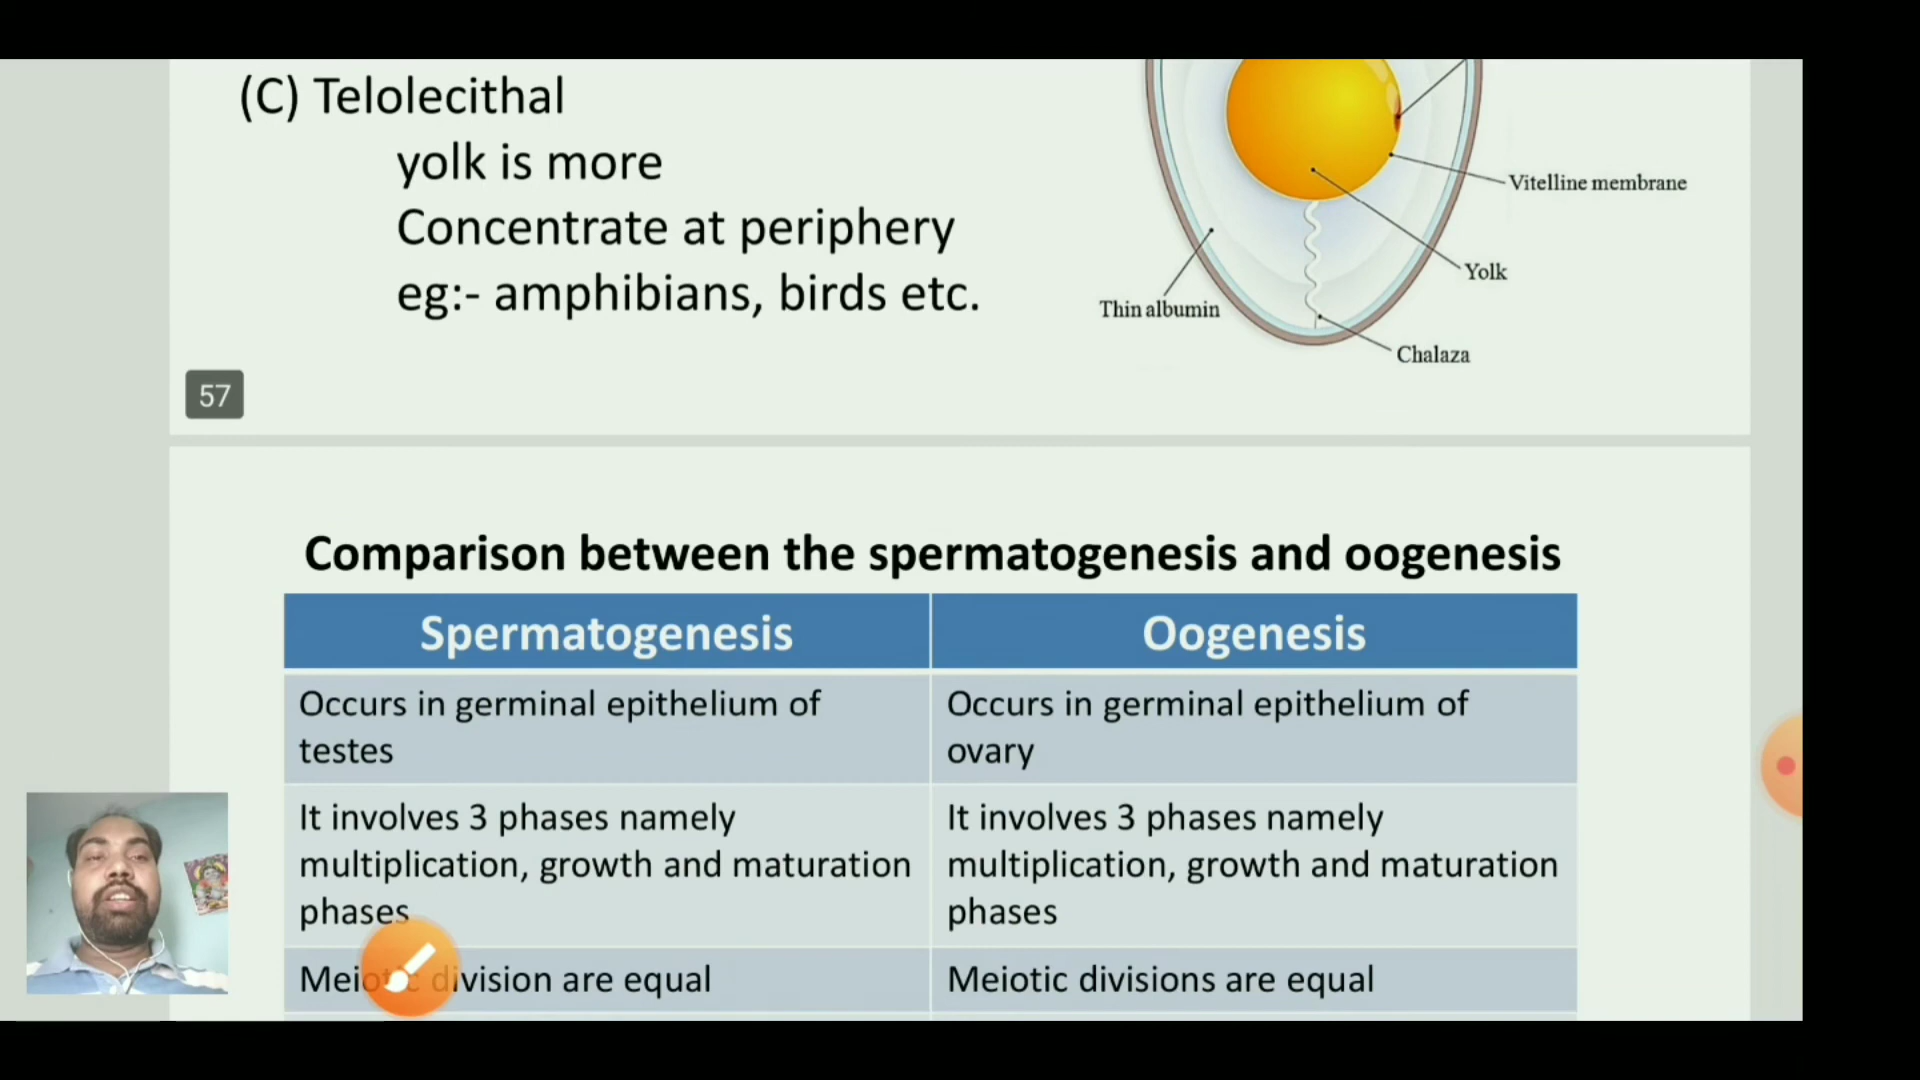 (C) Telolecithal
yolk is more
Concentrate at periphery
eg:- amphibians, birds etc.
Vitelline membrane
Yolk
Thin albumin
Chalaza
57
Comparison between the spermatogenesis and oogenesis
Spermatogenesis
Oogenesis
Occurs in germinal epithelium of
testes
Occurs in germinal epithelium of
ovary
It involves 3 phases namely
multiplication, growth and maturation
phases
It involves 3 phases namely
multiplication, growth and maturation
phases
Meiotic division are equal
Meiotic divisions are equal